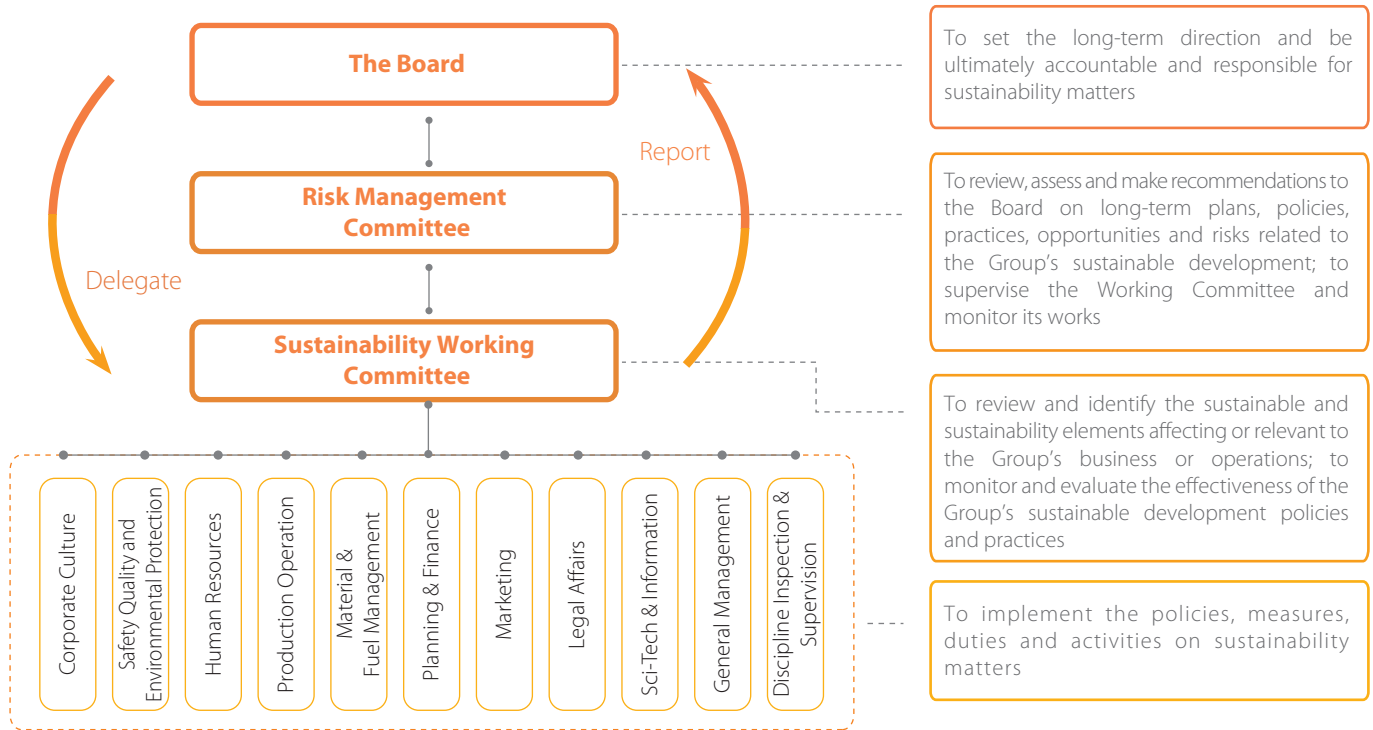 The Board
Report
Risk Management
Committee
Delegate
Sustainability Working
Committee
Corporate Culture
Safety Quality and
Environmental Protection
Human Resources
Production Operation
Material &
Fuel Management
Planning & Finance
Marketing
Legal Affairs
Sci-Tech & Information
General Management
Discipline Inspection &
Supervision
To set the long-term direction and be
ultimately accountable and responsible for
sustainability matters
To review, assess and make recommendations to
the Board on long-term plans, policies,
practices, opportunities and risks related to
the Group’s sustainable development; to
supervise the Working Committee and
monitor its works
To review and identify the sustainable and
sustainability elements affecting or relevant to
the Group’s business or operations; to
monitor and evaluate the effectiveness of the
Group’s sustainable development policies
and practices
To implement the policies, measures,
duties and activities on sustainability
matters